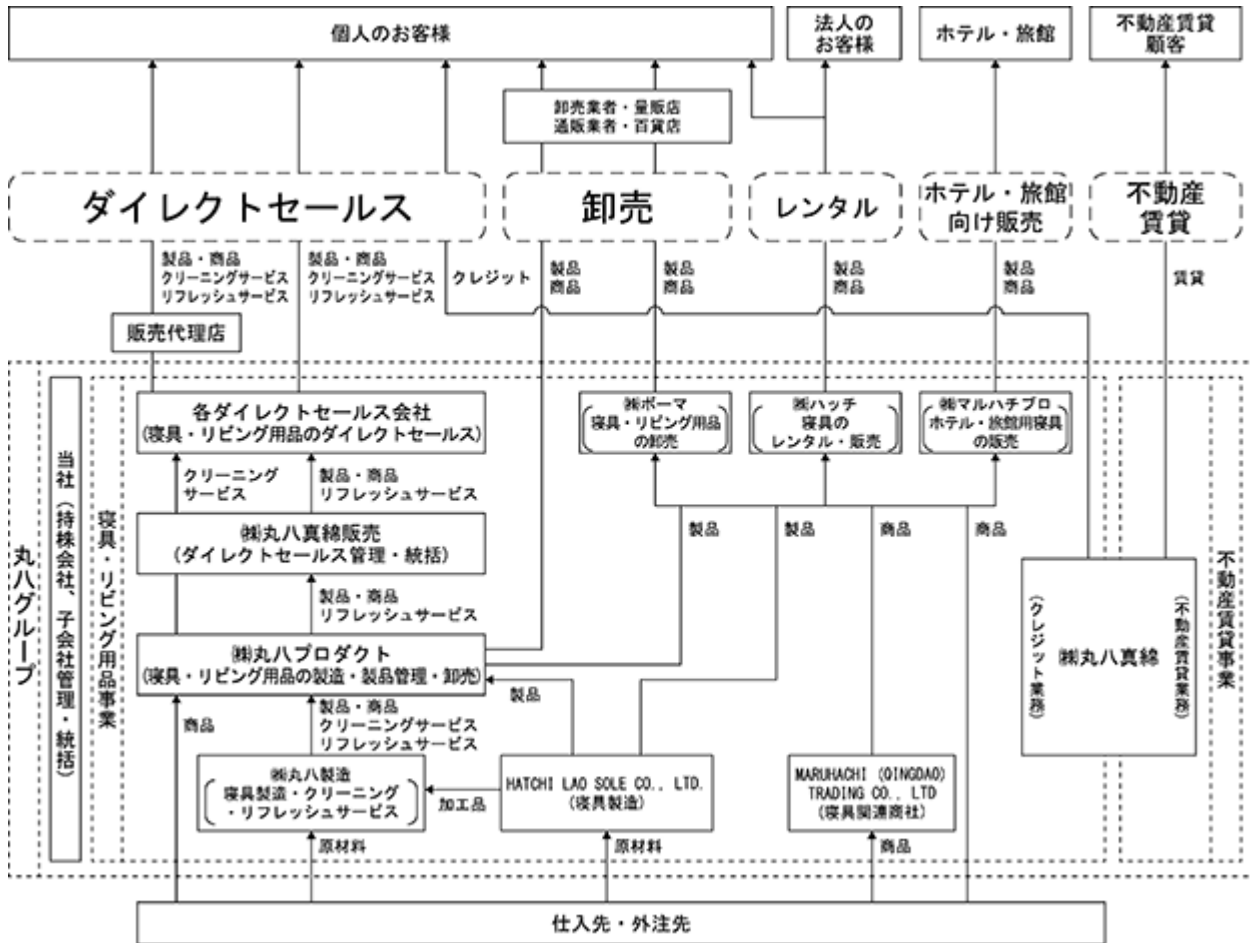 個人のお客様
法人の
お客様
ホテル・旅館
不動産賃貸
顧客
卸売業者・量販店
通販業者・百貨店
ダイレクトセールス
卸売
レンタル
ホテル・旅館
向け販売
不動産
賃貸
製品・商品
クリーニングサービス
リフレッシュサービス
製品・商品
クリーニングサービス
リフレッシュサービス
クレジット
製品
商品
製品
商品
製品
商品
製品
商品
賃貸
販売代理店
丸八グループ
当社(持株会社、子会社管理・統括)
寝具・リビング用品事業
不動産賃貸事業
各ダイレクトセールス会社
(寝具・リビング用品のダイレクトセールス)
㈱ボーマ
寝具・リビング用品
の卸売
㈱ハッチ
寝具の
レンタル・販売
㈱マルハチプロ
ホテル・旅館用寝具
の販売
クリーニング
サービス
製品・商品
リフレッシュサービス
㈱丸八真綿販売
(ダイレクトセールス管理・統括)
製品
製品
商品
商品
製品・商品
リフレッシュサービス
㈱丸八プロダクト
(寝具・リビング用品の製造・製品管理・卸売)
(クレジット業務)
㈱丸八真綿
(不動産賃貸業務)
製品
商品
製品・商品
クリーニングサービス
リフレッシュサービス
㈱丸八製造
寝具製造・クリーニング
・リフレッシュサービス
加工品
HATCHI LAO SOLE CO., LTD.
(寝具製造)
MARUHACHI (QINGDAO)
TRADING CO., LTD
(寝具関連商社)
原材料
原材料
商品
仕入先・外注先